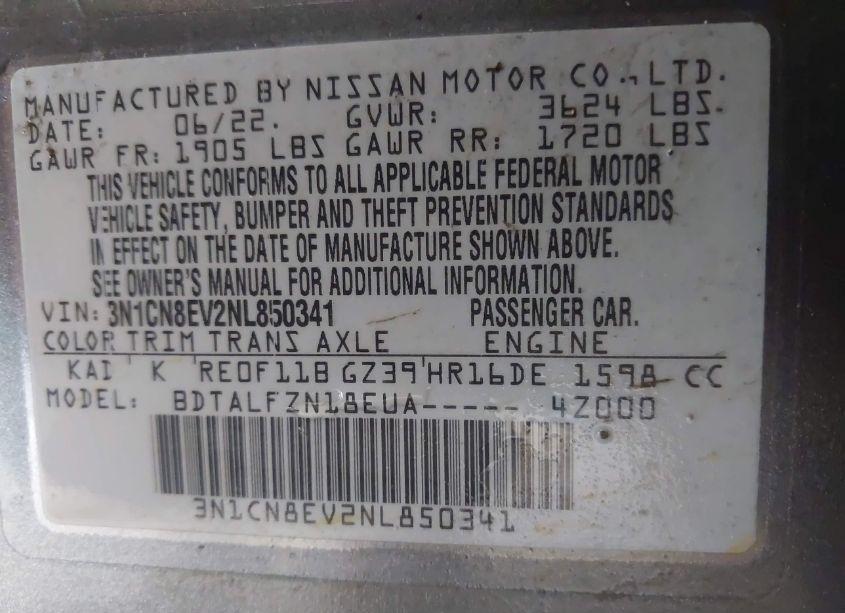 MANUFACTURED BY NISSAN MOTOR CO., LTD.
DATE: 06/22. GVWR: 3624 LBS.
GAWR FR: 1905 LBS GAWR RR: 1720 LBS
THIS VEHICLE CONFORMS TO ALL APPLICABLE FEDERAL MOTOR
VEHICLE SAFETY, BUMPER AND THEFT PREVENTION STANDARDS
IN EFFECT ON THE DATE OF MANUFACTURE SHOWN ABOVE.
SEE OWNER'S MANUAL FOR ADDITIONAL INFORMATION.
VIN: 3N1CN8EV2NL850341 PASSENGER CAR.
COLOR TRIM TRANS AXLE ENGINE
KAD K RE0F11B GZ39 HR16DE 1598 CC
MODEL: BDTALFZN18EUA----- 4Z000
3N1CN8EV2NL850341